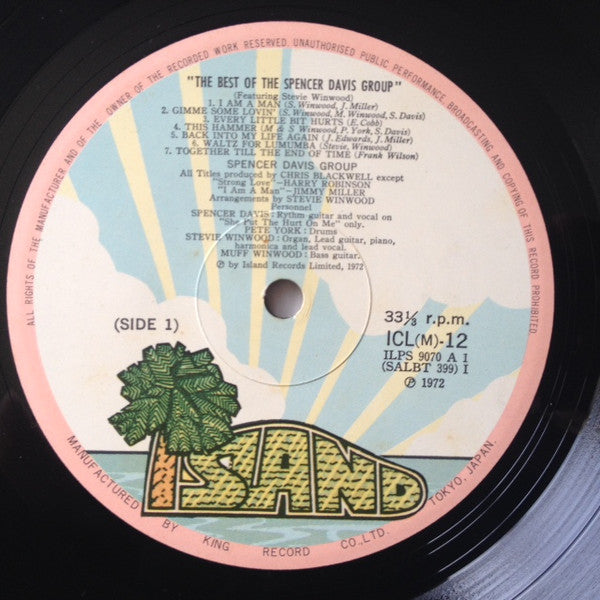 ALL RIGHTS OF THE MANUFACTURER AND OF THE OWNER OF THE RECORDED WORK RESERVED. UNAUTHORISED PUBLIC PERFORMANCE, BROADCASTING AND COPYING OF THIS RECORD PROHIBITED.
"THE BEST OF THE SPENCER DAVIS GROUP"
(Featuring Stevie Winwood)
1. I AM A MAN (S. Winwood, J. Miller)
2. GIMME SOME LOVIN' (S. Winwood, M. Winwood, S. Davis)
3. EVERY LITTLE BIT HURTS (E. Cobb)
4. THIS HAMMER (M & S Winwood, P. York, S. Davis)
5. BACK INTO MY LIFE AGAIN (J. Edwards, J. Miller)
6. WALTZ FOR LUMUMBA (Stevie, Winwood)
7. TOGETHER TILL THE END OF TIME (Frank Wilson)
SPENCER DAVIS GROUP
All Titles produced by CHRIS BLACKWELL except
"Strong Love"—HARRY ROBINSON
"I Am A Man"—JIMMY MILLER
Arrangements by STEVIE WINWOOD
Personnel
SPENCER DAVIS: Rythm guitar and vocal on
"She Put The Hurt On Me" only.
PETE YORK: Drums
STEVIE WINWOOD: Organ, Lead guitar, piano,
harmonica and lead vocal.
MUFF WINWOOD: Bass guitar.
℗ by Island Records Limited, 1972
(SIDE 1)
33⅓ r.p.m.
ICL(M)-12
ILPS 9070 A I
(SALBT 399) I
℗ 1972
ISLAND
MANUFACTURED BY KING RECORD CO., LTD. TOKYO, JAPAN.